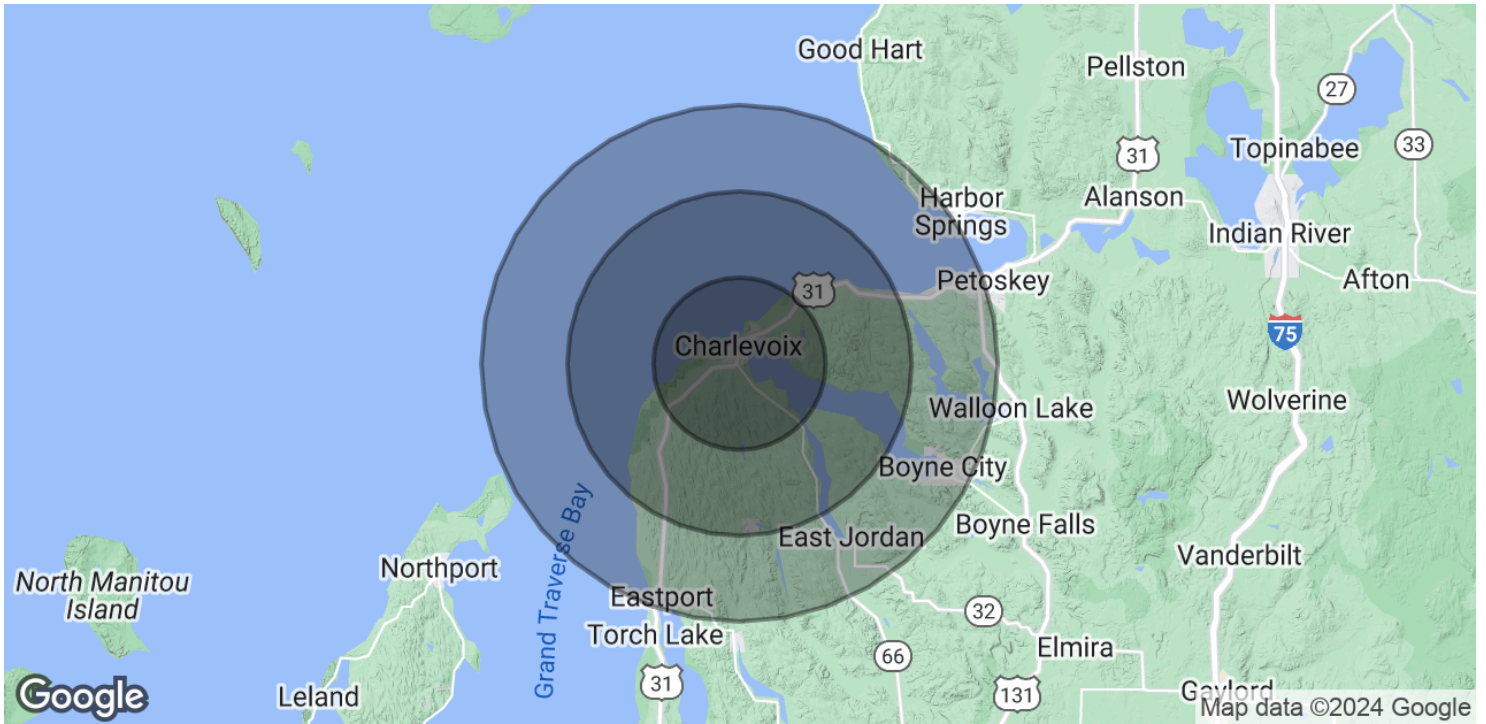 Good Hart
Pellston
27
31
Topinabee
33
Harbor
Springs
Alanson
Indian River
31
Petoskey
Afton
75
Charlevoix
Walloon Lake
Wolverine
Boyne City
Boyne Falls
East Jordan
Vanderbilt
North Manitou
Island
Northport
Grand Traverse Bay
Eastport
32
Torch Lake
Elmira
66
31
131
Gaylord
Leland
Google
Map data ©2024 Google